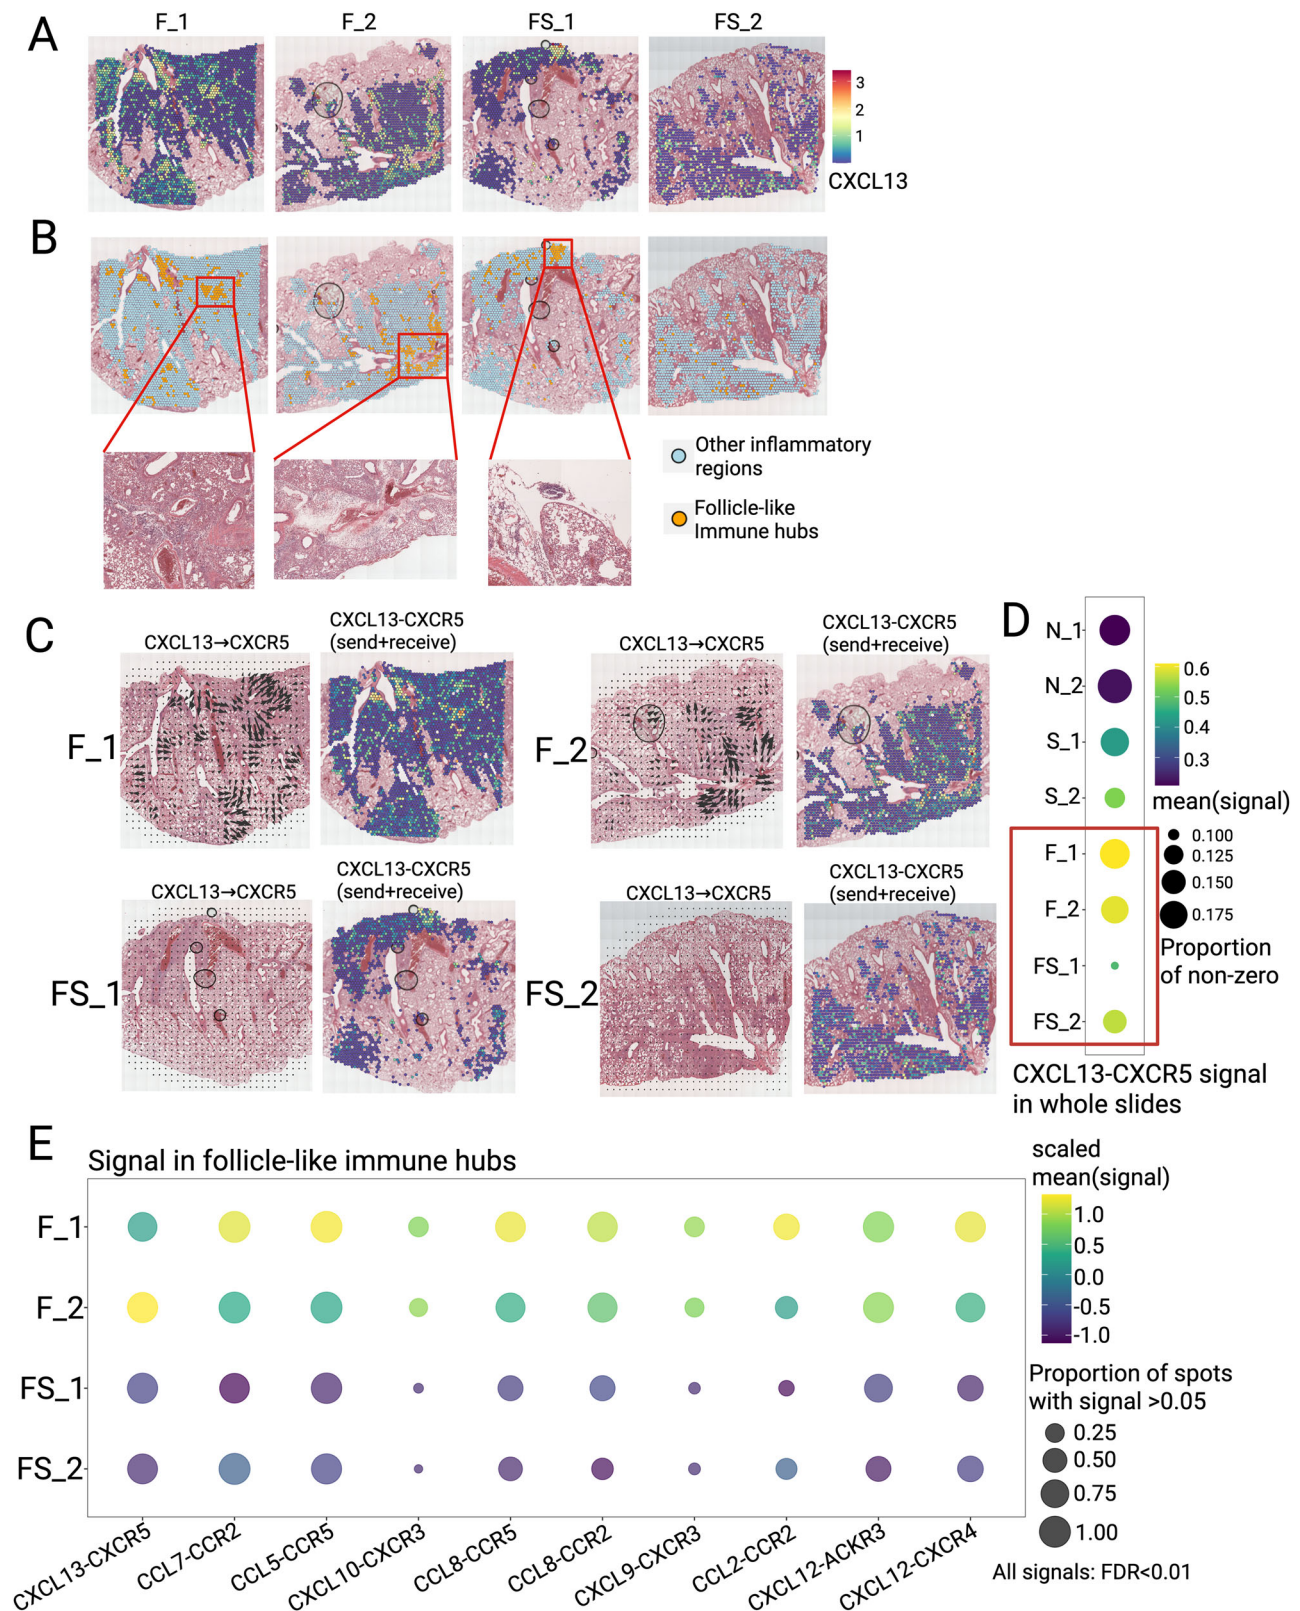 A
F_1
F_2
FS_1
FS_2
3
2
1
CXCL13
B
Other inflammatory
regions
Follicle-like
Immune hubs
C
CXCL13→CXCR5
CXCL13-CXCR5
(send+receive)
F_1
CXCL13→CXCR5
CXCL13-CXCR5
(send+receive)
F_2
CXCL13→CXCR5
CXCL13-CXCR5
(send+receive)
FS_1
CXCL13→CXCR5
CXCL13-CXCR5
(send+receive)
FS_2
D
N_1
N_2
S_1
S_2
F_1
F_2
FS_1
FS_2
0.6
0.5
0.4
0.3
mean(signal)
0.100
0.125
0.150
0.175
Proportion
of non-zero
CXCL13-CXCR5 signal
in whole slides
E
Signal in follicle-like immune hubs
F_1
F_2
FS_1
FS_2
CXCL13-CXCR5
CCL7-CCR2
CCL5-CCR5
CXCL10-CXCR3
CCL8-CCR5
CCL8-CCR2
CXCL9-CXCR3
CCL2-CCR2
CXCL12-ACKR3
CXCL12-CXCR4
scaled
mean(signal)
1.0
0.5
0.0
-0.5
-1.0
Proportion of spots
with signal >0.05
0.25
0.50
0.75
1.00
All signals: FDR<0.01